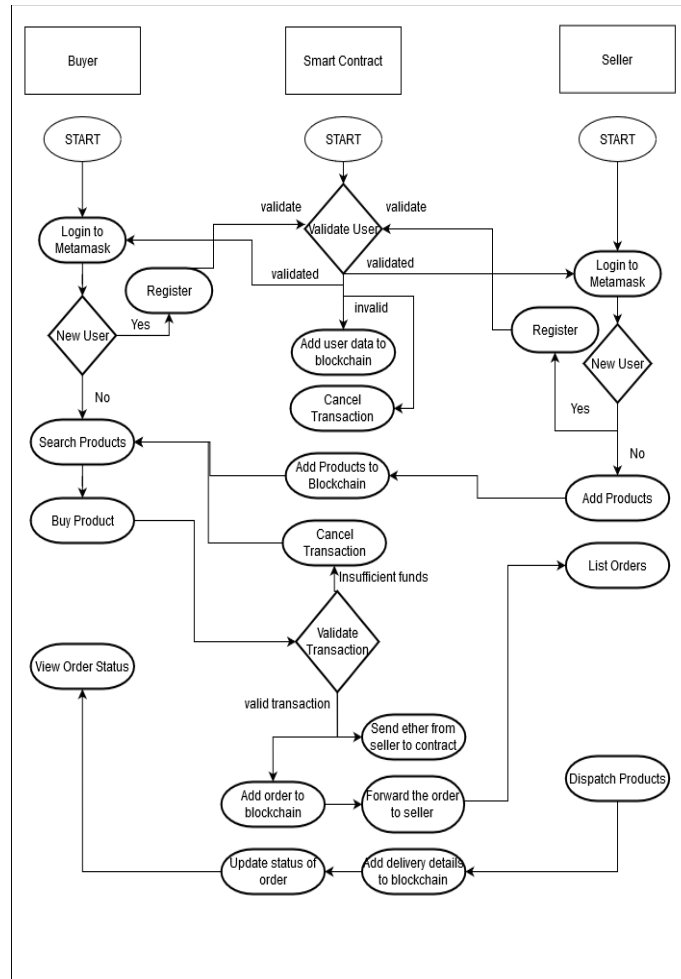 Buyer
Smart Contract
Seller
START
START
START
validate
validate
Validate User
Login to
Metamask
validated
validated
Login to
Metamask
Register
invalid
Yes
New User
Add user data to
blockchain
Register
New User
No
Cancel
Transaction
Yes
Search Products
No
Add Products to
Blockchain
Add Products
Buy Product
Cancel
Transaction
List Orders
Insufficient funds
Validate
Transaction
View Order Status
valid transaction
Send ether from
seller to contract
Dispatch Products
Add order to
blockchain
Forward the order
to seller
Update status of
order
Add delivery details
to blockchain